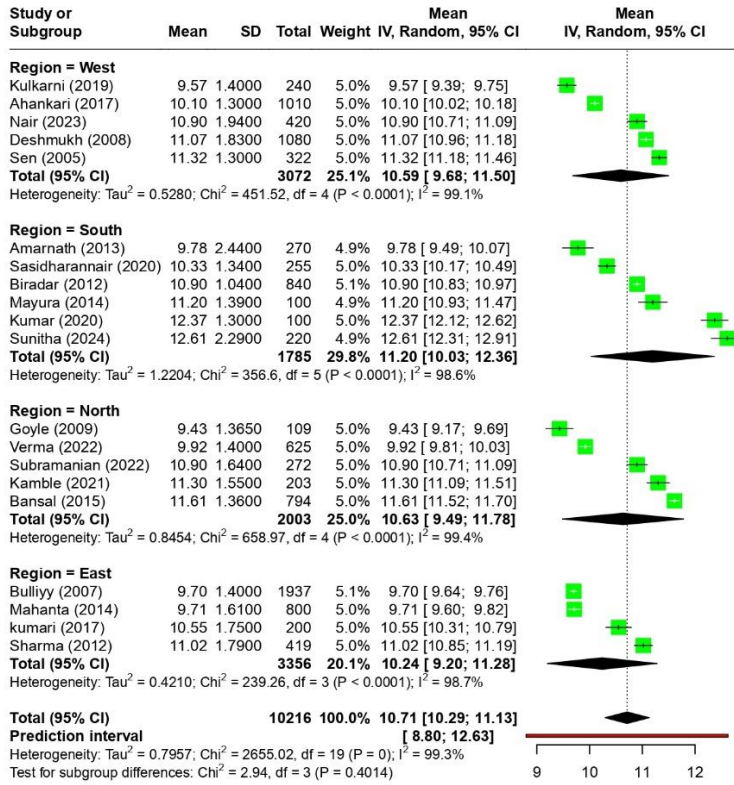 Study or Mean Mean
Subgroup Mean SD Total Weight IV, Random, 95% CI IV, Random, 95% CI
Region = West
Kulkarni (2019) 9.57 1.4000 240 5.0% 9.57 [ 9.39; 9.75]
Ahankari (2017) 10.10 1.3000 1010 5.0% 10.10 [10.02; 10.18]
Nair (2023) 10.90 1.9400 420 5.0% 10.90 [10.71; 11.09]
Deshmukh (2008) 11.07 1.8300 1080 5.0% 11.07 [10.96; 11.18]
Sen (2005) 11.32 1.3000 322 5.0% 11.32 [11.18; 11.46]
Total (95% CI) 3072 25.1% 10.59 [ 9.68; 11.50]
Heterogeneity: Tau² = 0.5280; Chi² = 451.52, df = 4 (P < 0.0001); I² = 99.1%
Region = South
Amarnath (2013) 9.78 2.4400 270 4.9% 9.78 [ 9.49; 10.07]
Sasidharannair (2020) 10.33 1.3400 255 5.0% 10.33 [10.17; 10.49]
Biradar (2012) 10.90 1.0400 840 5.1% 10.90 [10.83; 10.97]
Mayura (2014) 11.20 1.3900 100 4.9% 11.20 [10.93; 11.47]
Kumar (2020) 12.37 1.3000 100 4.9% 12.37 [12.12; 12.62]
Sunitha (2024) 12.61 2.2900 220 4.9% 12.61 [12.31; 12.91]
Total (95% CI) 1785 29.8% 11.20 [10.03; 12.36]
Heterogeneity: Tau² = 1.2204; Chi² = 356.6, df = 5 (P < 0.0001); I² = 98.6%
Region = North
Goyle (2009) 9.43 1.3650 109 5.0% 9.43 [ 9.17; 9.69]
Verma (2022) 9.92 1.4000 625 5.0% 9.92 [ 9.81; 10.03]
Subramanian (2022) 10.90 1.6400 272 5.0% 10.90 [10.71; 11.09]
Kamble (2021) 11.30 1.5500 203 5.0% 11.30 [11.09; 11.51]
Bansal (2015) 11.61 1.3600 794 5.0% 11.61 [11.52; 11.70]
Total (95% CI) 2003 25.0% 10.63 [ 9.49; 11.78]
Heterogeneity: Tau² = 0.8454; Chi² = 658.97, df = 4 (P < 0.0001); I² = 99.4%
Region = East
Bulliyy (2007) 9.70 1.4000 1937 5.1% 9.70 [ 9.64; 9.76]
Mahanta (2014) 9.71 1.6100 800 5.0% 9.71 [ 9.60; 9.82]
kumari (2017) 10.55 1.7500 200 5.0% 10.55 [10.31; 10.79]
Sharma (2012) 11.02 1.7900 419 5.0% 11.02 [10.85; 11.19]
Total (95% CI) 3356 20.1% 10.24 [ 9.20; 11.28]
Heterogeneity: Tau² = 0.4210; Chi² = 239.26, df = 3 (P < 0.0001); I² = 98.7%
Total (95% CI) 10216 100.0% 10.71 [10.29; 11.13]
Prediction interval [ 8.80; 12.63]
Heterogeneity: Tau² = 0.7957; Chi² = 2655.02, df = 19 (P = 0); I² = 99.3%
Test for subgroup differences: Chi² = 2.94, df = 3 (P = 0.4014)
9 10 11 12